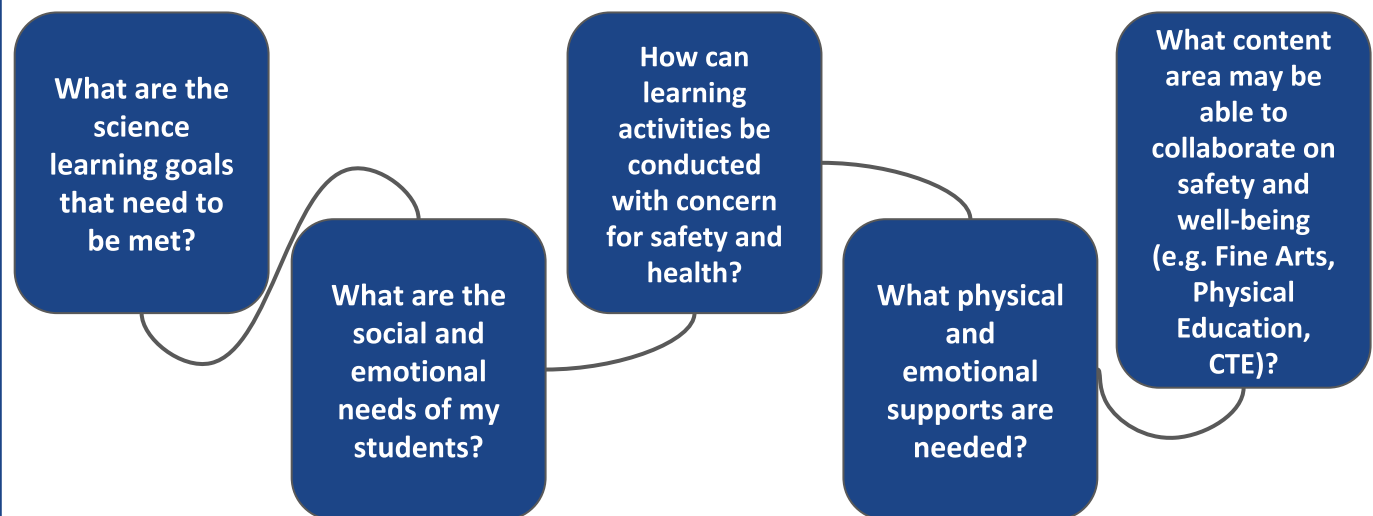 What are the
science
learning goals
that need to
be met?
What are the
social and
emotional
needs of my
students?
How can
learning
activities be
conducted
with concern
for safety and
health?
What physical
and
emotional
supports are
needed?
What content
area may be
able to
collaborate on
safety and
well-being
(e.g. Fine Arts,
Physical
Education,
CTE)?